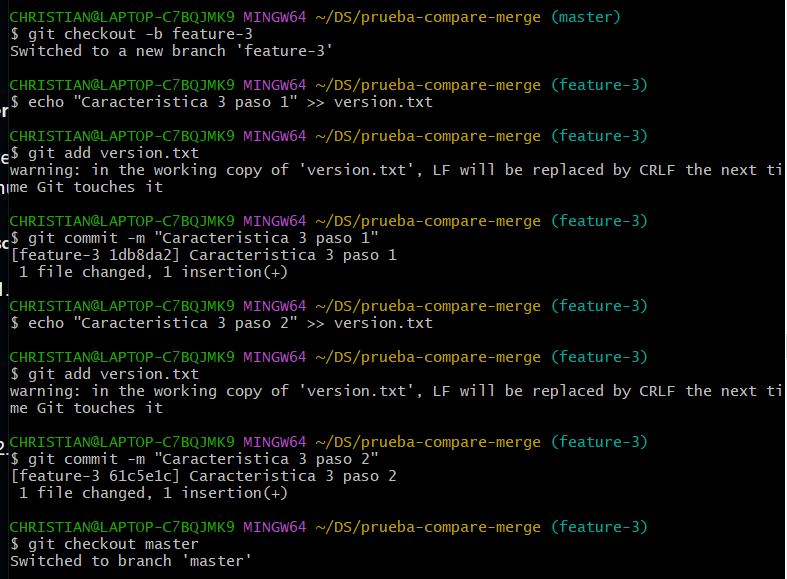 CHRISTIAN@LAPTOP-C7BQJMK9 MINGW64 ~/DS/prueba-compare-merge (master)
$ git checkout -b feature-3
Switched to a new branch 'feature-3'
CHRISTIAN@LAPTOP-C7BQJMK9 MINGW64 ~/DS/prueba-compare-merge (feature-3)
$ echo "Caracteristica 3 paso 1" >> version.txt
CHRISTIAN@LAPTOP-C7BQJMK9 MINGW64 ~/DS/prueba-compare-merge (feature-3)
$ git add version.txt
warning: in the working copy of 'version.txt', LF will be replaced by CRLF the next ti
me Git touches it
CHRISTIAN@LAPTOP-C7BQJMK9 MINGW64 ~/DS/prueba-compare-merge (feature-3)
$ git commit -m "Caracteristica 3 paso 1"
[feature-3 1db8da2] Caracteristica 3 paso 1
 1 file changed, 1 insertion(+)
CHRISTIAN@LAPTOP-C7BQJMK9 MINGW64 ~/DS/prueba-compare-merge (feature-3)
$ echo "Caracteristica 3 paso 2" >> version.txt
CHRISTIAN@LAPTOP-C7BQJMK9 MINGW64 ~/DS/prueba-compare-merge (feature-3)
$ git add version.txt
warning: in the working copy of 'version.txt', LF will be replaced by CRLF the next ti
me Git touches it
CHRISTIAN@LAPTOP-C7BQJMK9 MINGW64 ~/DS/prueba-compare-merge (feature-3)
$ git commit -m "Caracteristica 3 paso 2"
[feature-3 61c5e1c] Caracteristica 3 paso 2
 1 file changed, 1 insertion(+)
CHRISTIAN@LAPTOP-C7BQJMK9 MINGW64 ~/DS/prueba-compare-merge (feature-3)
$ git checkout master
Switched to branch 'master'